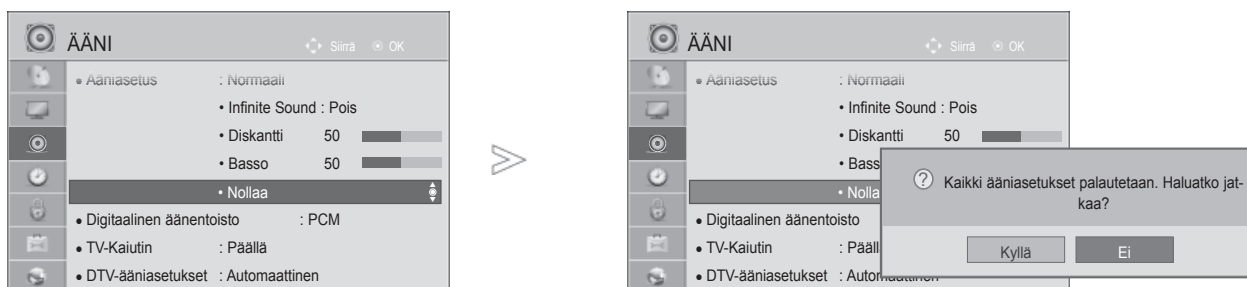 ÄÄNI Siirrä OK
• Ääniasetus : Normaali
• Infinite Sound : Pois
• Diskantti 50
• Basso 50
• Nollaa
• Digitaalinen äänentoisto : PCM
• TV-Kaiutin : Päällä
• DTV-ääniasetukset : Automaattinen
ÄÄNI Siirrä OK
• Ääniasetus : Normaali
• Infinite Sound : Pois
• Diskantti 50
• Bass
• Nolla
• Digitaalinen äänentoisto
• TV-Kaiutin : Pääll
• DTV-ääniasetukset : Automaattinen
Kaikki ääniasetukset palautetaan. Haluatko jat-
kaa?
Kyllä Ei